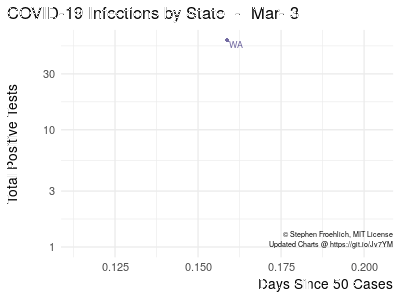 COVID-19 Infections by State - Mar 3
WA
Total Positive Tests
30
10
3
1
© Stephen Froehlich, MIT License
Updated Charts @ https://git.io/Jv7YM
0.125 0.150 0.175 0.200
Days Since 50 Cases